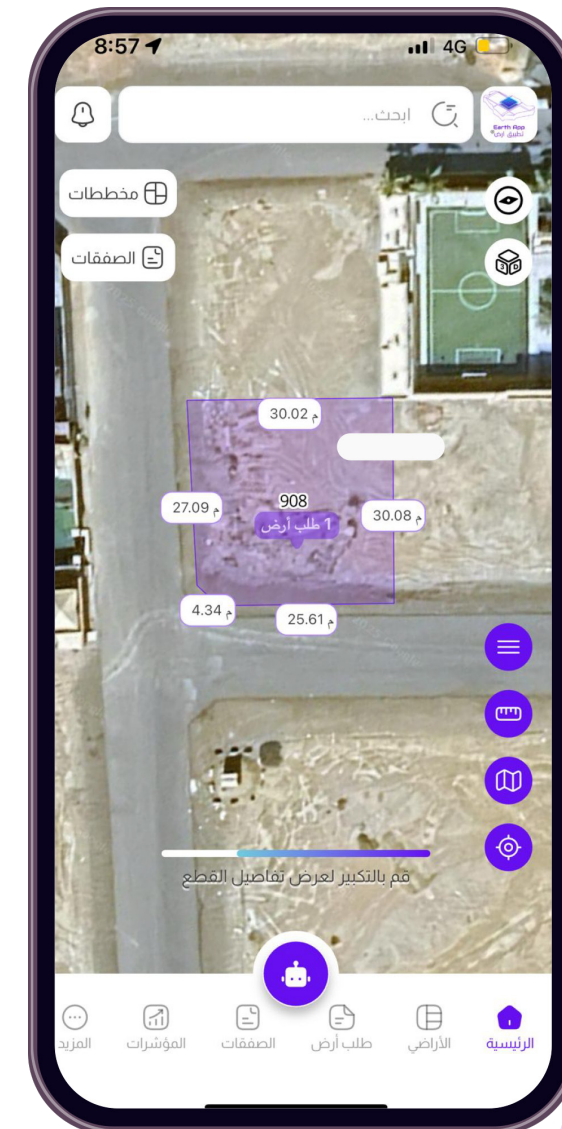 8:57
4G
ابحث...
Earth App
تطبيق ايرث
مخططات
الصفقات
30.02 م
27.09 م
908
1 طلب أرض
30.08 م
4.34 م
25.61 م
قم بالتكبير لعرض تفاصيل القطع
الرئيسية
الأراضي
طلب أرض
الصفقات
المؤشرات
المزيد